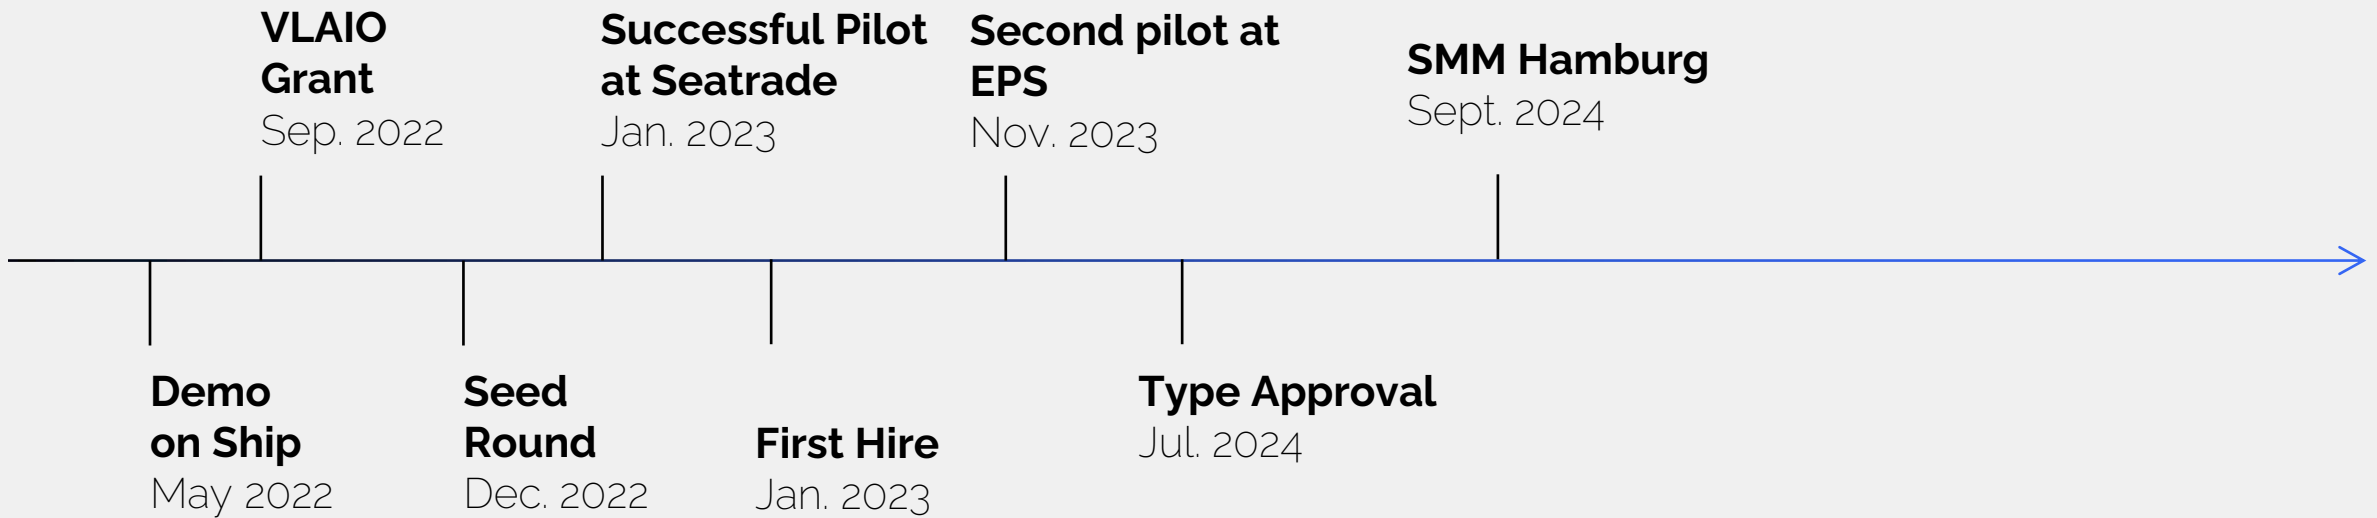 VLAIO
Grant
Sep. 2022
Successful Pilot
at Seatrade
Jan. 2023
Second pilot at
EPS
Nov. 2023
SMM Hamburg
Sept. 2024
Demo
on Ship
May 2022
Seed
Round
Dec. 2022
First Hire
Jan. 2023
Type Approval
Jul. 2024